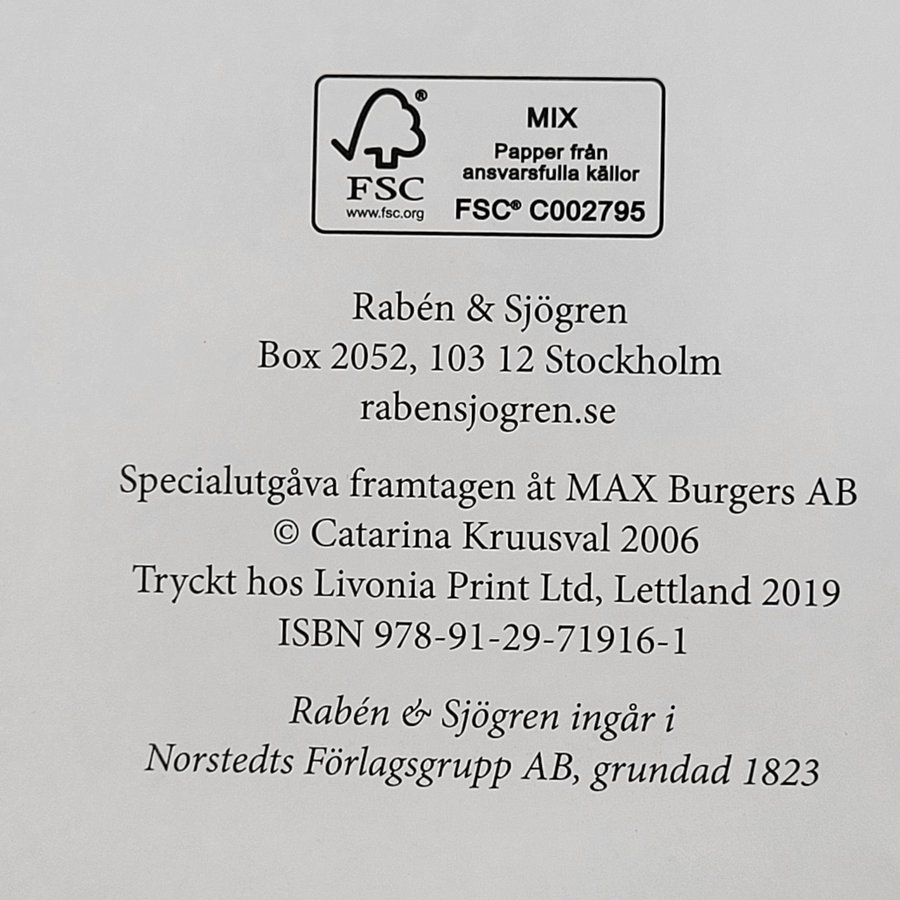 ®
FSC
www.fsc.org
MIX
Papper från
ansvarsfulla källor
FSC® C002795
Rabén & Sjögren
Box 2052, 103 12 Stockholm
rabensjogren.se
Specialutgåva framtagen åt MAX Burgers AB
© Catarina Kruusval 2006
Tryckt hos Livonia Print Ltd, Lettland 2019
ISBN 978-91-29-71916-1
Rabén & Sjögren ingår i
Norstedts Förlagsgrupp AB, grundad 1823